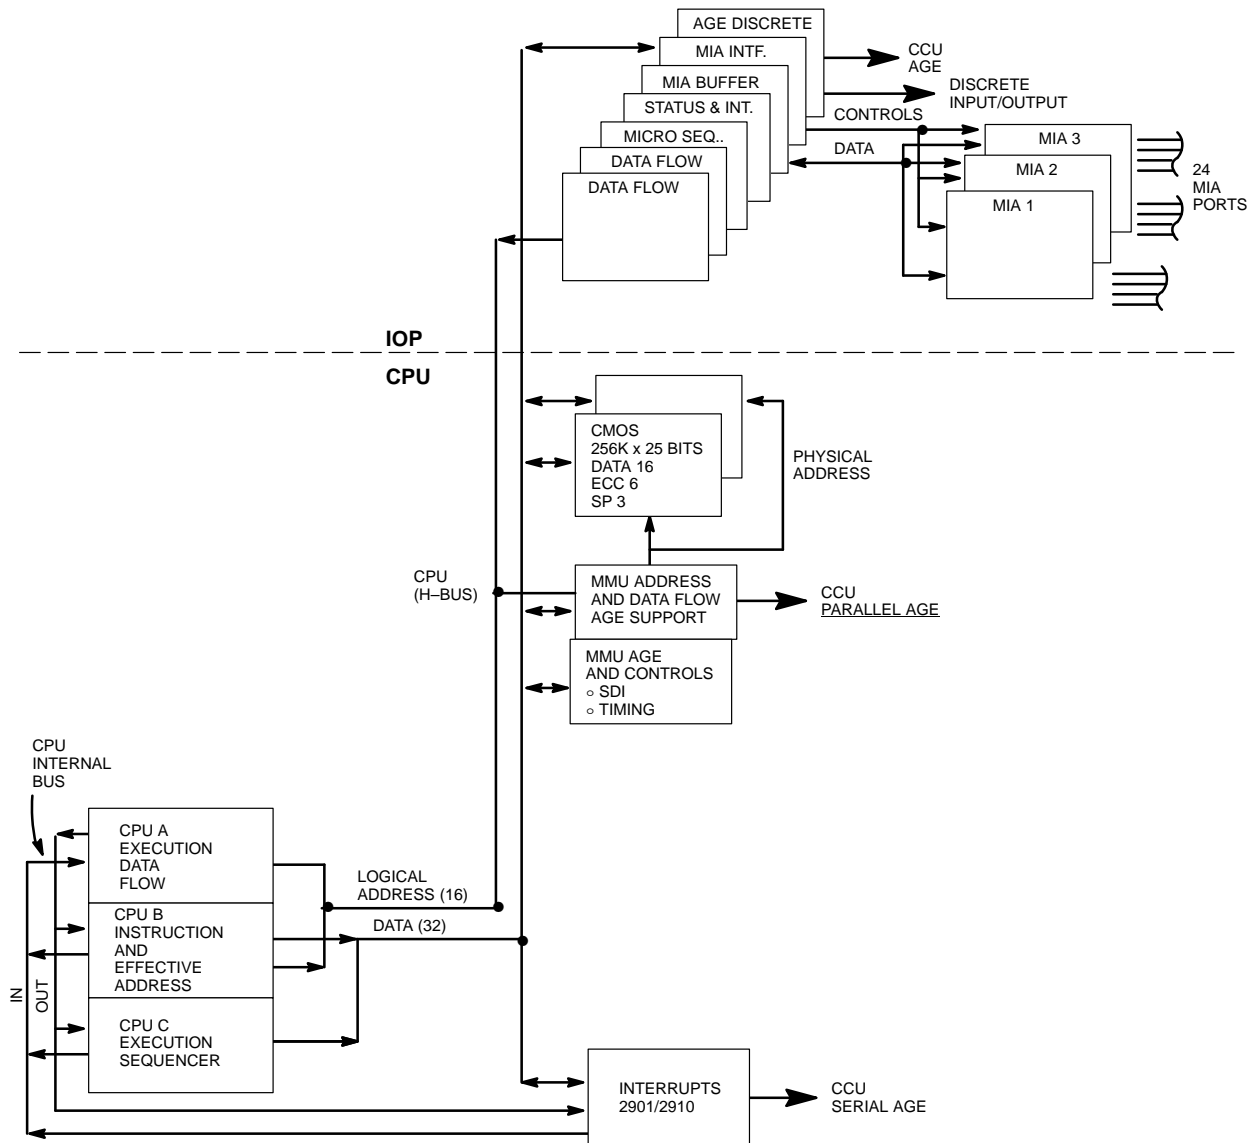 AGE DISCRETE
MIA INTF.
MIA BUFFER
STATUS & INT.
MICRO SEQ..
DATA FLOW
DATA FLOW
CCU
AGE
DISCRETE
INPUT/OUTPUT
CONTROLS
DATA
MIA 3
MIA 2
MIA 1
24
MIA
PORTS
IOP
CPU
CMOS
256K x 25 BITS
DATA 16
ECC 6
SP 3
PHYSICAL
ADDRESS
CPU
(H–BUS)
MMU ADDRESS
AND DATA FLOW
AGE SUPPORT
CCU
PARALLEL AGE
MMU AGE
AND CONTROLS
○ SDI
○ TIMING
CPU
INTERNAL
BUS
CPU A
EXECUTION
DATA
FLOW
LOGICAL
ADDRESS (16)
CPU B
INSTRUCTION
AND
EFFECTIVE
ADDRESS
DATA (32)
IN
OUT
CPU C
EXECUTION
SEQUENCER
INTERRUPTS
2901/2910
CCU
SERIAL AGE